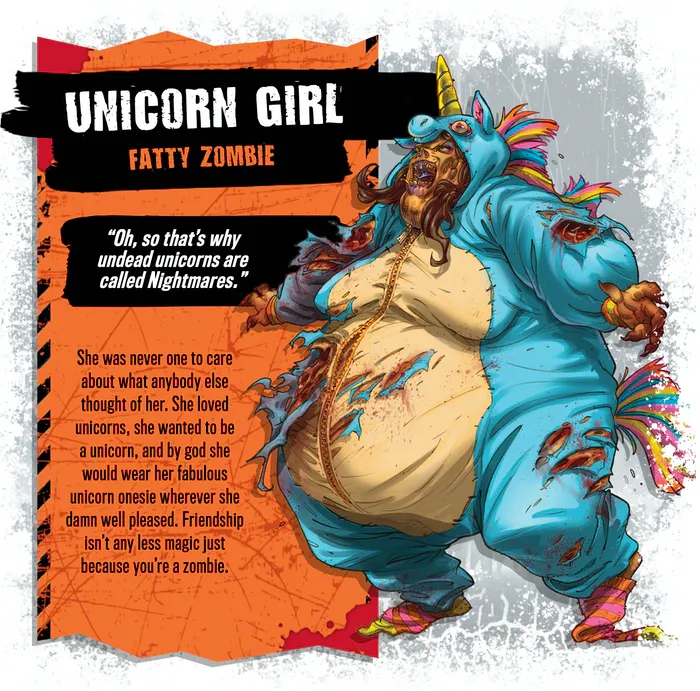 UNICORN GIRL
FATTY ZOMBIE
“Oh, so that’s why
undead unicorns are
called Nightmares.”
She was never one to care
about what anybody else
thought of her. She loved
unicorns, she wanted to be
a unicorn, and by god she
would wear her fabulous
unicorn onesie wherever she
damn well pleased. Friendship
isn’t any less magic just
because you’re a zombie.